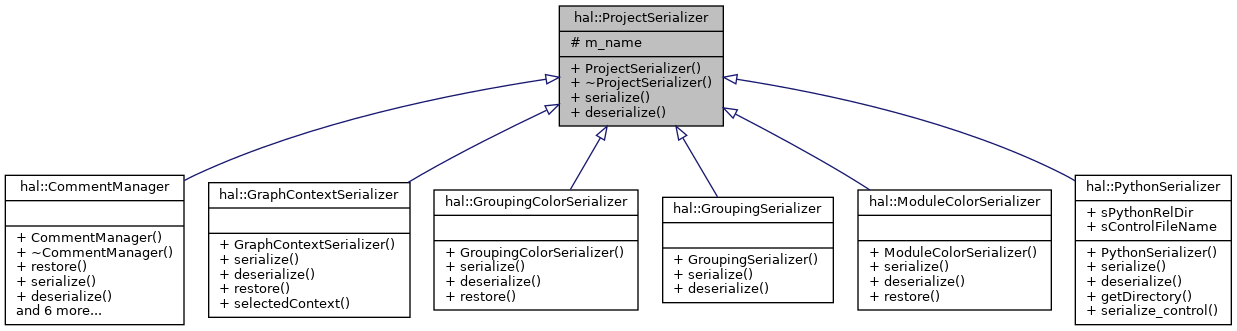 hal::ProjectSerializer
# m_name
+ ProjectSerializer()
+ ~ProjectSerializer()
+ serialize()
+ deserialize()
hal::CommentManager
+ CommentManager()
+ ~CommentManager()
+ restore()
+ serialize()
+ deserialize()
and 6 more...
hal::GraphContextSerializer
+ GraphContextSerializer()
+ serialize()
+ deserialize()
+ restore()
+ selectedContext()
hal::GroupingColorSerializer
+ GroupingColorSerializer()
+ serialize()
+ deserialize()
+ restore()
hal::GroupingSerializer
+ GroupingSerializer()
+ serialize()
+ deserialize()
hal::ModuleColorSerializer
+ ModuleColorSerializer()
+ serialize()
+ deserialize()
+ restore()
hal::PythonSerializer
+ sPythonRelDir
+ sControlFileName
+ PythonSerializer()
+ serialize()
+ deserialize()
+ getDirectory()
+ serialize_control()